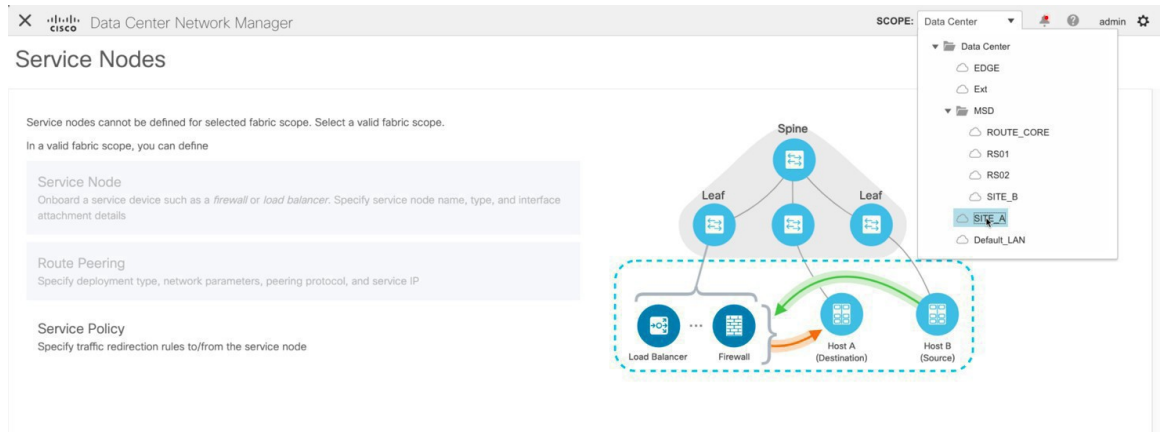 cisco Data Center Network Manager
SCOPE: Data Center
admin
Service Nodes
Data Center
EDGE
Ext
MSD
ROUTE_CORE
RS01
RS02
SITE_B
SITE_A
Default_LAN
Service nodes cannot be defined for selected fabric scope. Select a valid fabric scope.
In a valid fabric scope, you can define
Service Node
Onboard a service device such as a firewall or load balancer. Specify service node name, type, and interface
attachment details
Route Peering
Specify deployment type, network parameters, peering protocol, and service IP
Service Policy
Specify traffic redirection rules to/from the service node
Spine
Leaf
Leaf
Load Balancer
...
Firewall
Host A
(Destination)
Host B
(Source)